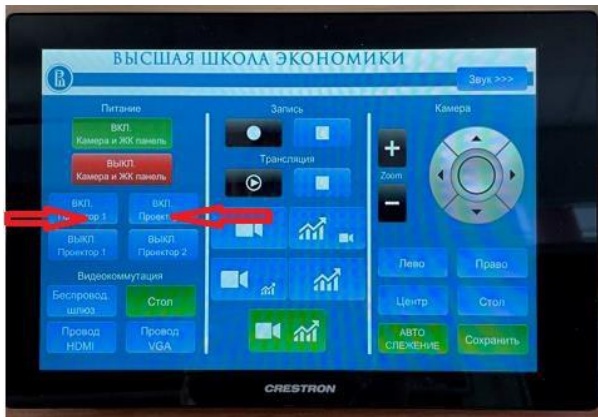 ВЫСШАЯ ШКОЛА ЭКОНОМИКИ
Звук >>>
Питание
ВКЛ.
Камера и ЖК панель
ВЫКЛ.
Камера и ЖК панель
ВКЛ.
1
ВКЛ.
ВЫКЛ.
Проектор 1
ВЫКЛ.
Проектор 2
Видеокоммутация
Беспровод.
шлюз
Стол
Провод
HDMI
Провод
VGA
Запись
Трансляция
Камера
Zoom
Лево
Право
Центр
Стол
АВТО
СЛЕЖЕНИЕ
Сохранить
CRESTRON